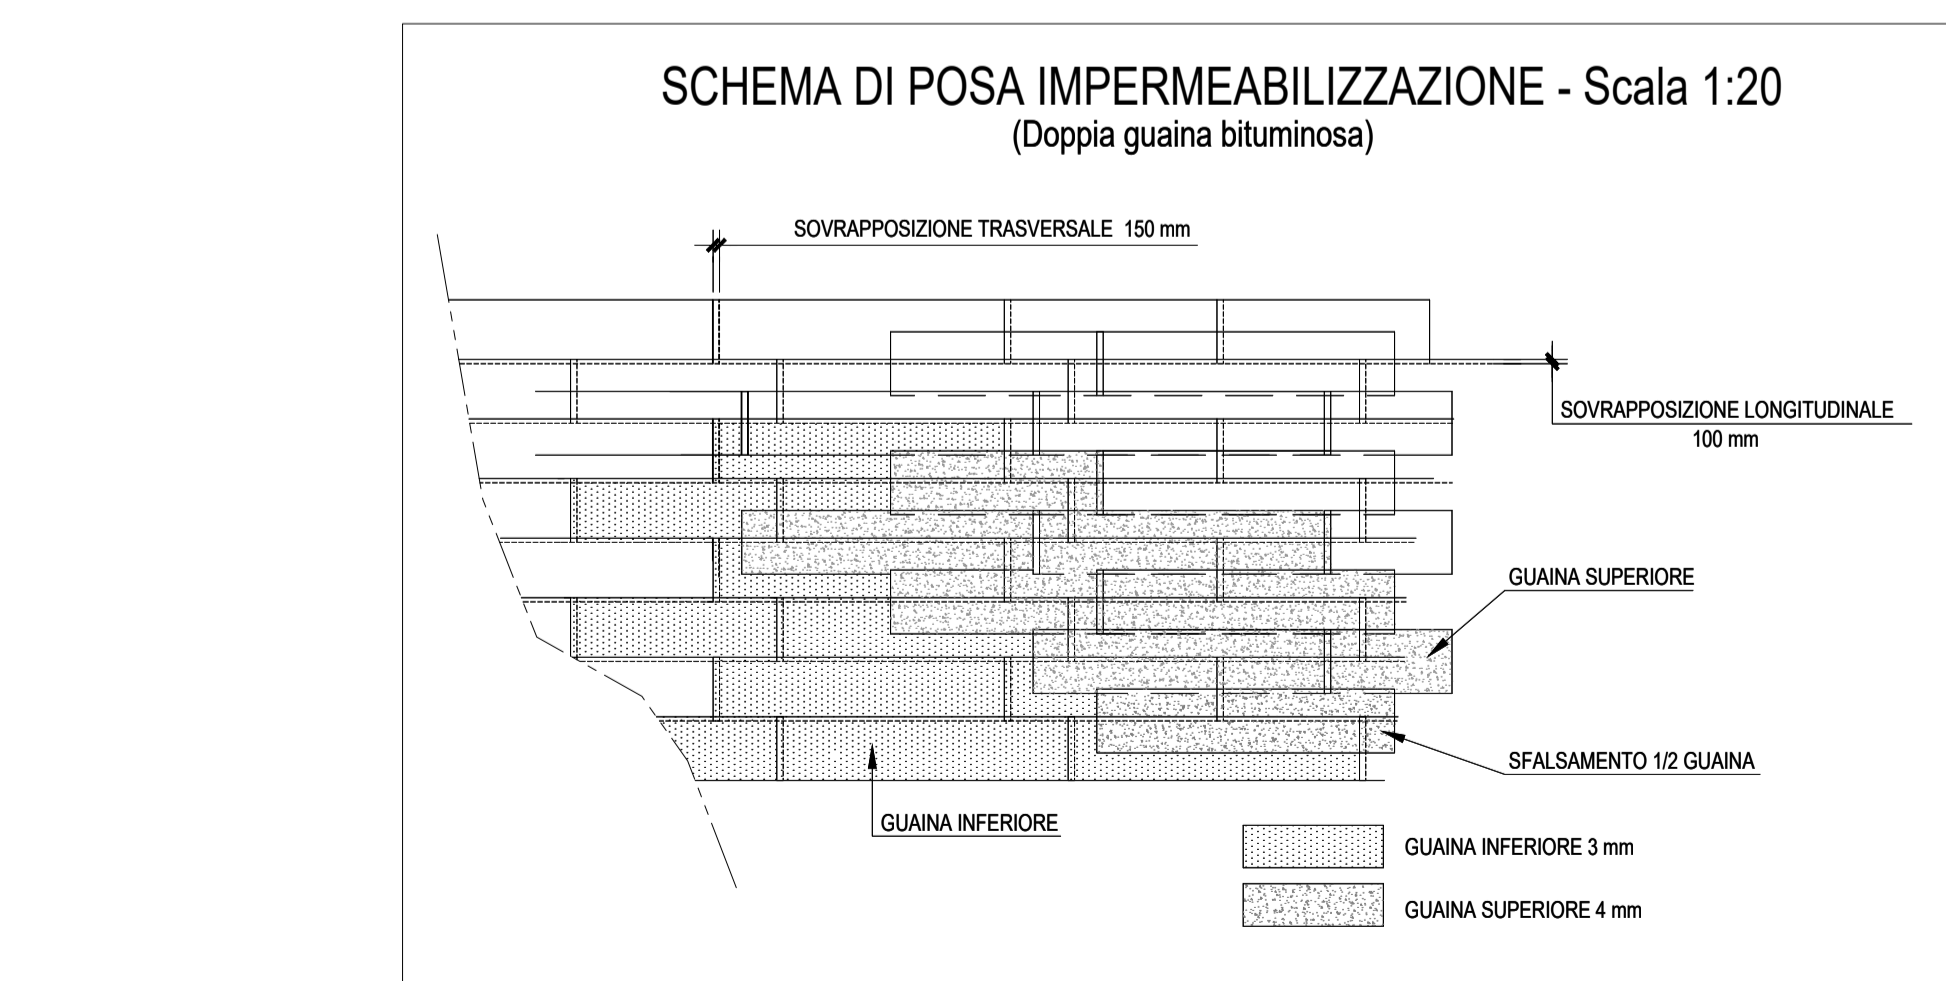 SCHEMA DI POSA IMPERMEABILIZZAZIONE - Scala 1:20
(Doppia guaina bituminosa)
SOVRAPPOSIZIONE TRASVERSALE 150 mm
SOVRAPPOSIZIONE LONGITUDINALE
100 mm
GUAINA SUPERIORE
SFALSAMENTO 1/2 GUAINA
GUAINA INFERIORE
GUAINA INFERIORE 3 mm
GUAINA SUPERIORE 4 mm